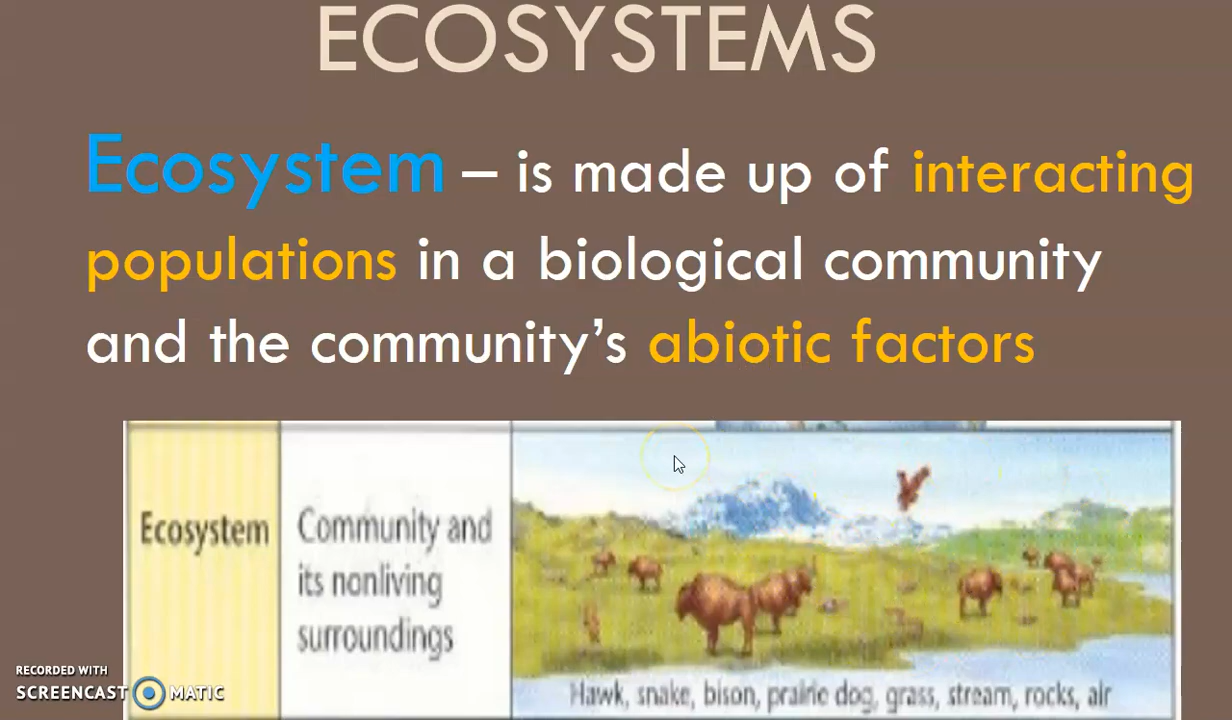 ECOSYSTEMS
Ecosystem – is made up of interacting
populations in a biological community
and the community's abiotic factors
Ecosystem
Community and
its nonliving
surroundings
Hawk, snake, bison, prairie dog, grass, stream, rocks, air
RECORDED WITH
SCREENCAST MATIC